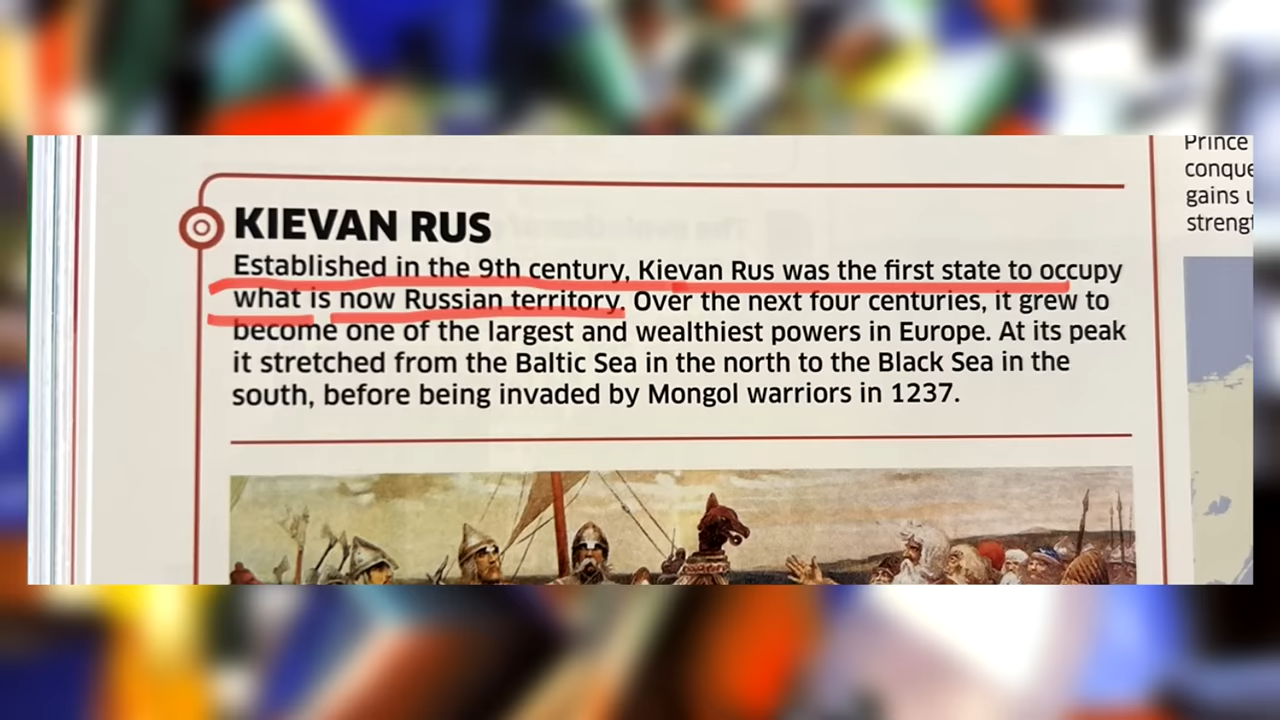 KIEVAN RUS
Established in the 9th century, Kievan Rus was the first state to occupy
what is now Russian territory. Over the next four centuries, it grew to
become one of the largest and wealthiest powers in Europe. At its peak
it stretched from the Baltic Sea in the north to the Black Sea in the
south, before being invaded by Mongol warriors in 1237.
Prince
conque
gains u
strengt